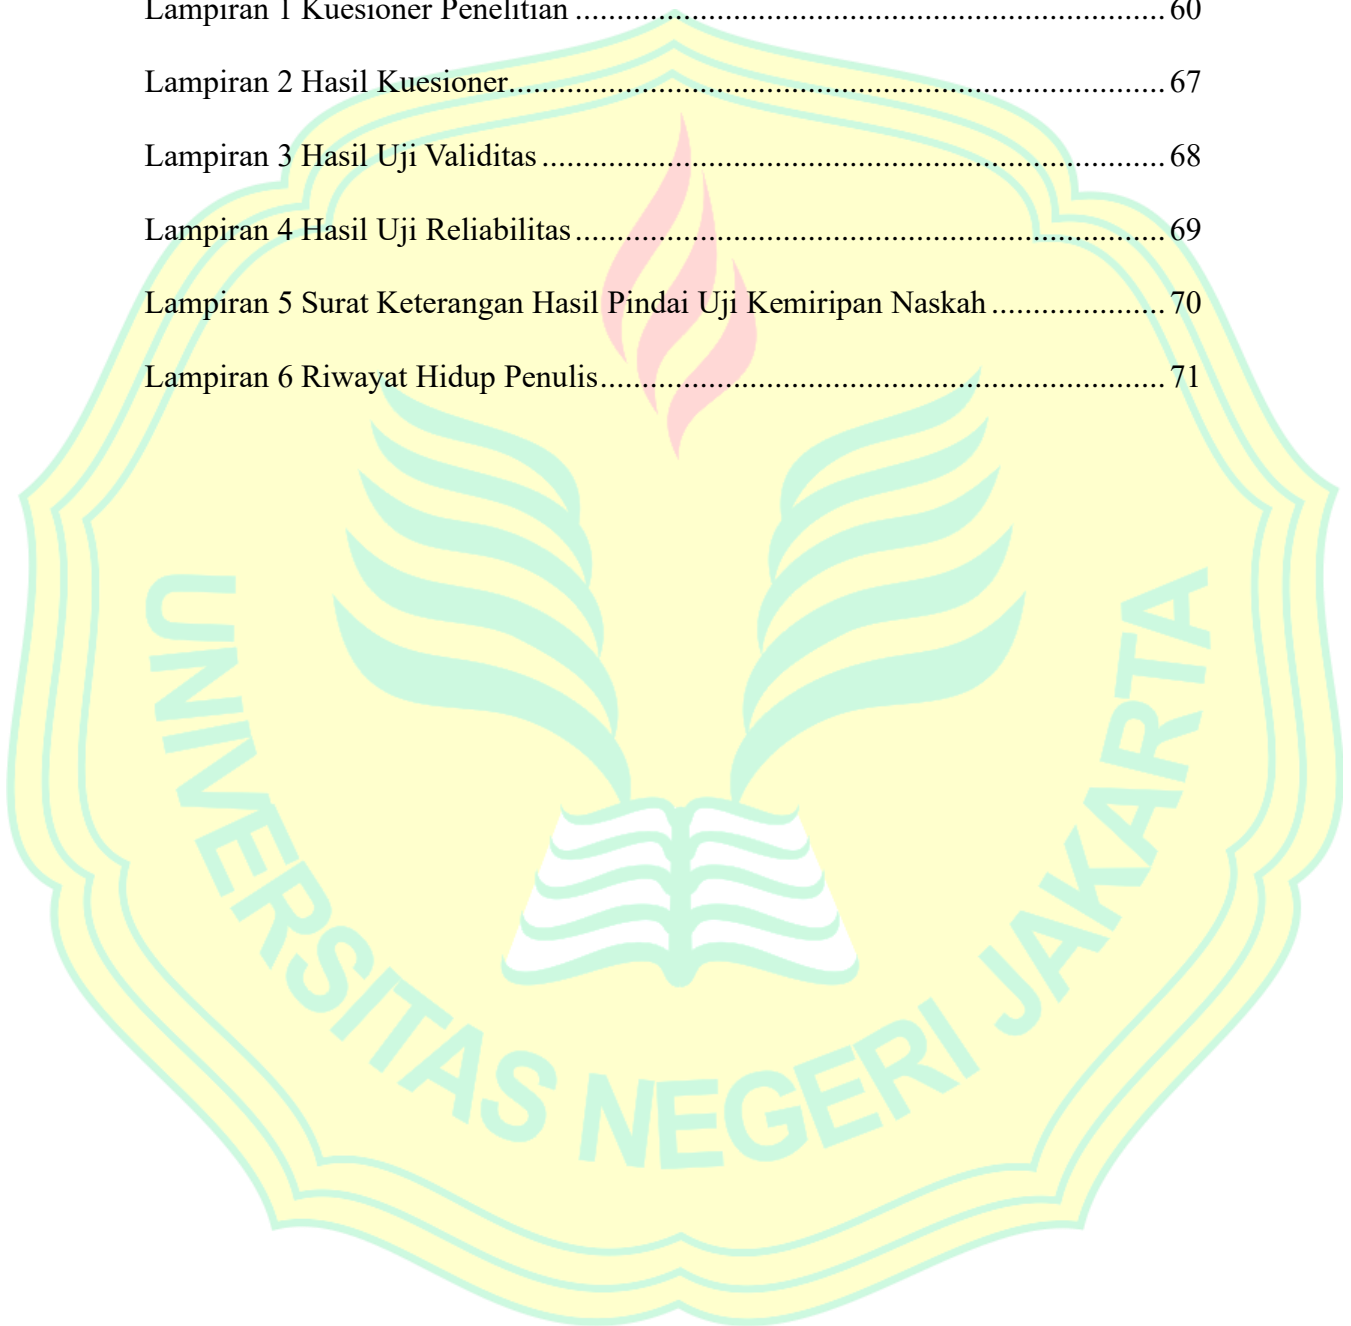 Lampiran 1 Kuesioner Penelitian ........................................................................ 60
Lampiran 2 Hasil Kuesioner................................................................................ 67
Lampiran 3 Hasil Uji Validitas ............................................................................ 68
Lampiran 4 Hasil Uji Reliabilitas ........................................................................ 69
Lampiran 5 Surat Keterangan Hasil Pindai Uji Kemiripan Naskah ..................... 70
Lampiran 6 Riwayat Hidup Penulis..................................................................... 71
UNIVERSITAS NEGERI JAKARTA